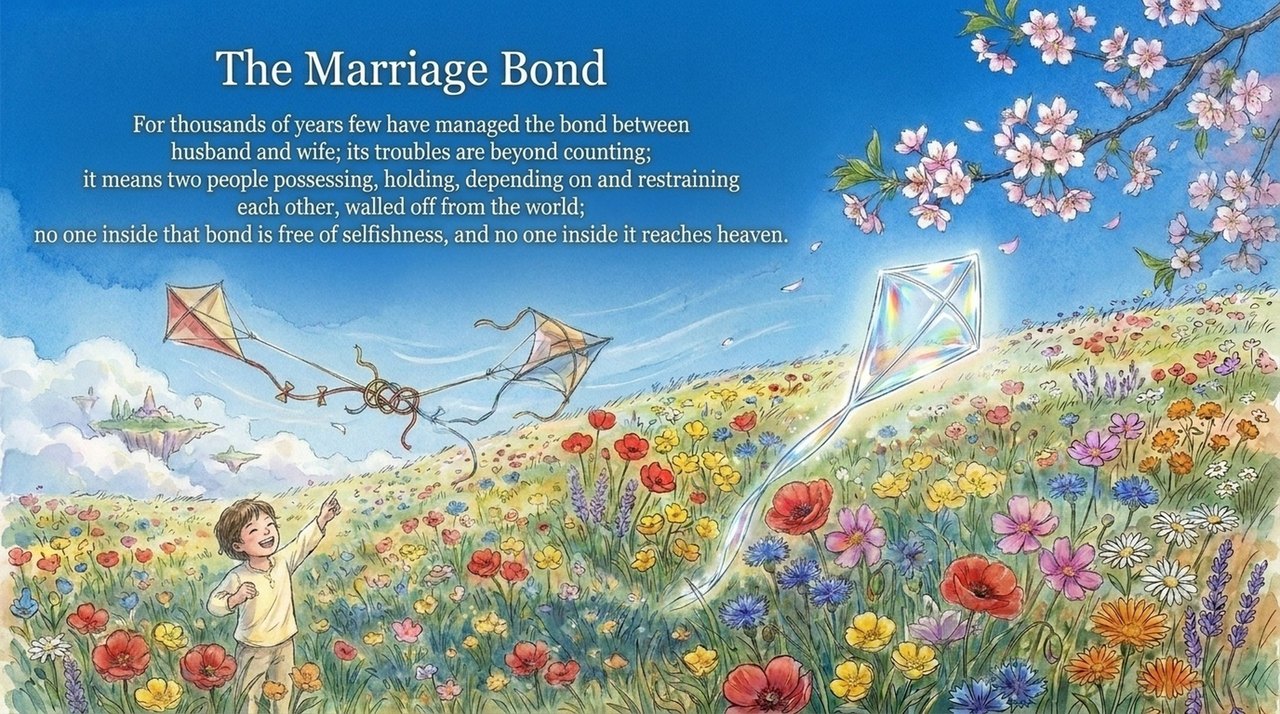 The Marriage Bond
For thousands of years few have managed the bond between
husband and wife; its troubles are beyond counting;
it means two people possessing, holding, depending on and restraining
each other, walled off from the world;
no one inside that bond is free of selfishness, and no one inside it reaches heaven.